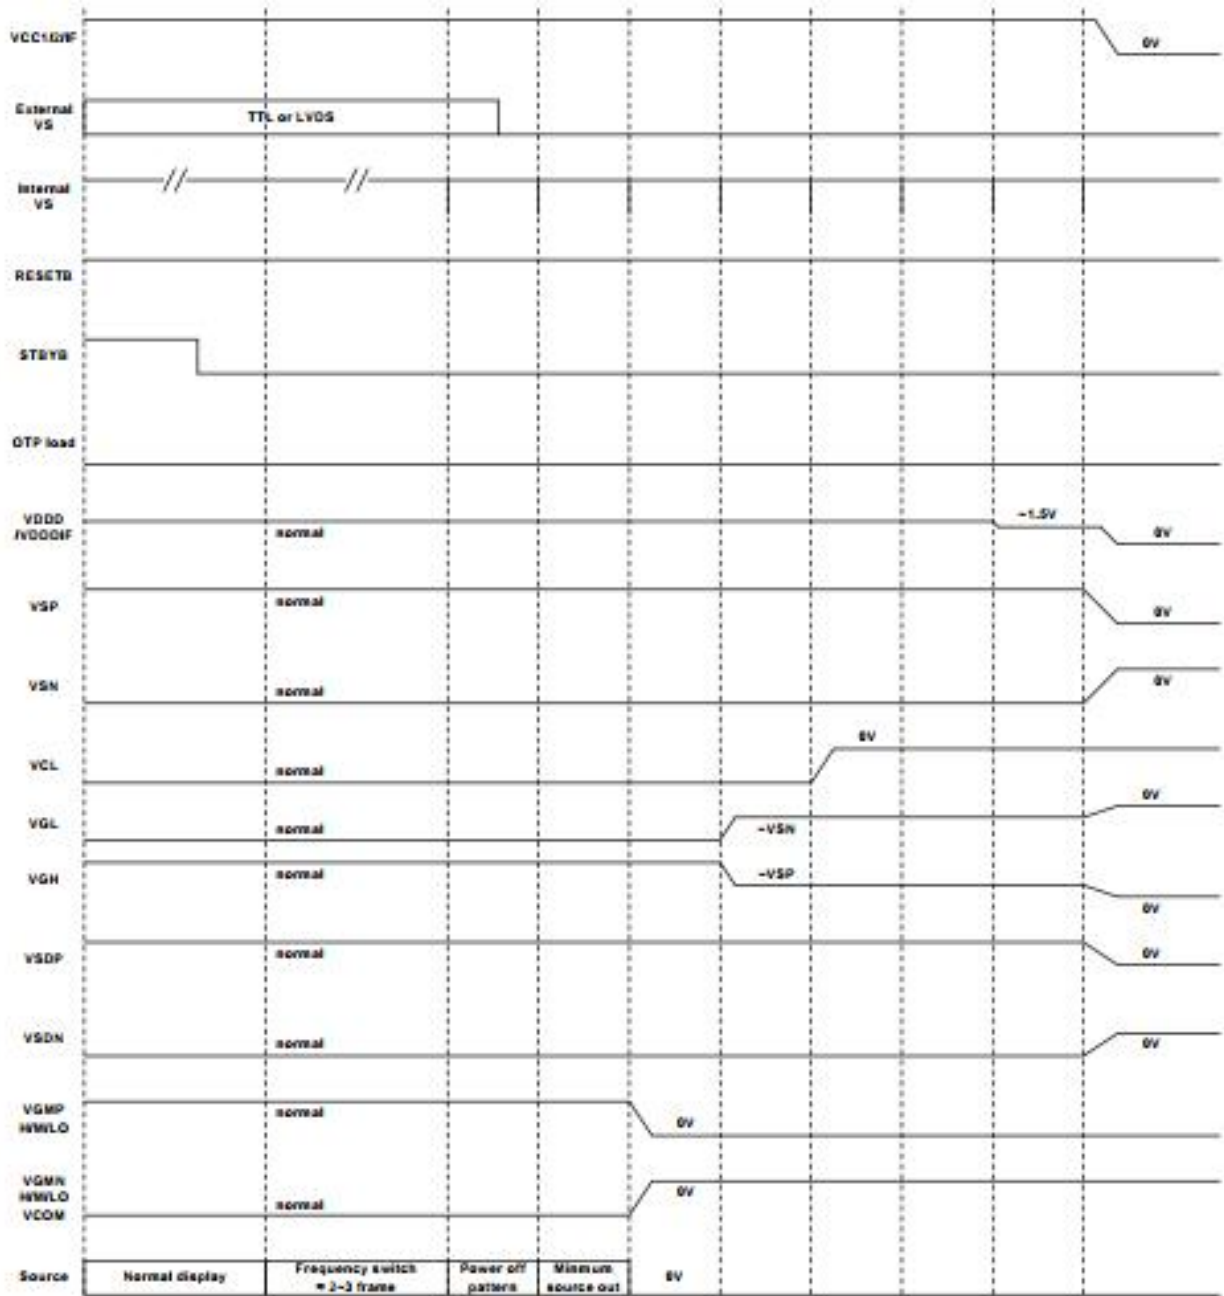 VCC1/2/IF
0V
External
VS
TTL or LVDS
Internal
VS
RESETB
STBYB
OTP load
VDDD
/VDDDIF
normal
~1.5V
0V
VSP
normal
0V
VSN
normal
0V
VCL
normal
0V
VGL
normal
~VSN
0V
VGH
normal
~VSP
0V
VSDP
normal
0V
VSDN
normal
0V
VGMP
H/M/LO
normal
0V
VGMN
H/M/LO
VCOM
normal
0V
Source
Normal display
Frequency switch
= 2~3 frame
Power off
pattern
Minmum
source out
0V